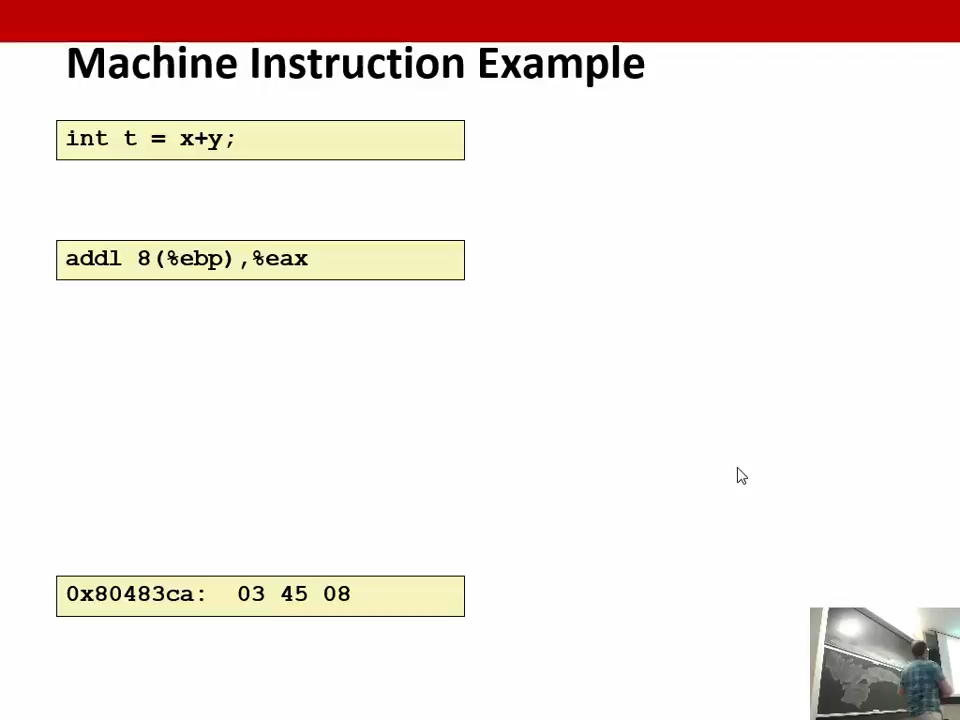 Machine Instruction Example
int t = x+y;
addl 8(%ebp),%eax
0x80483ca:  03 45 08